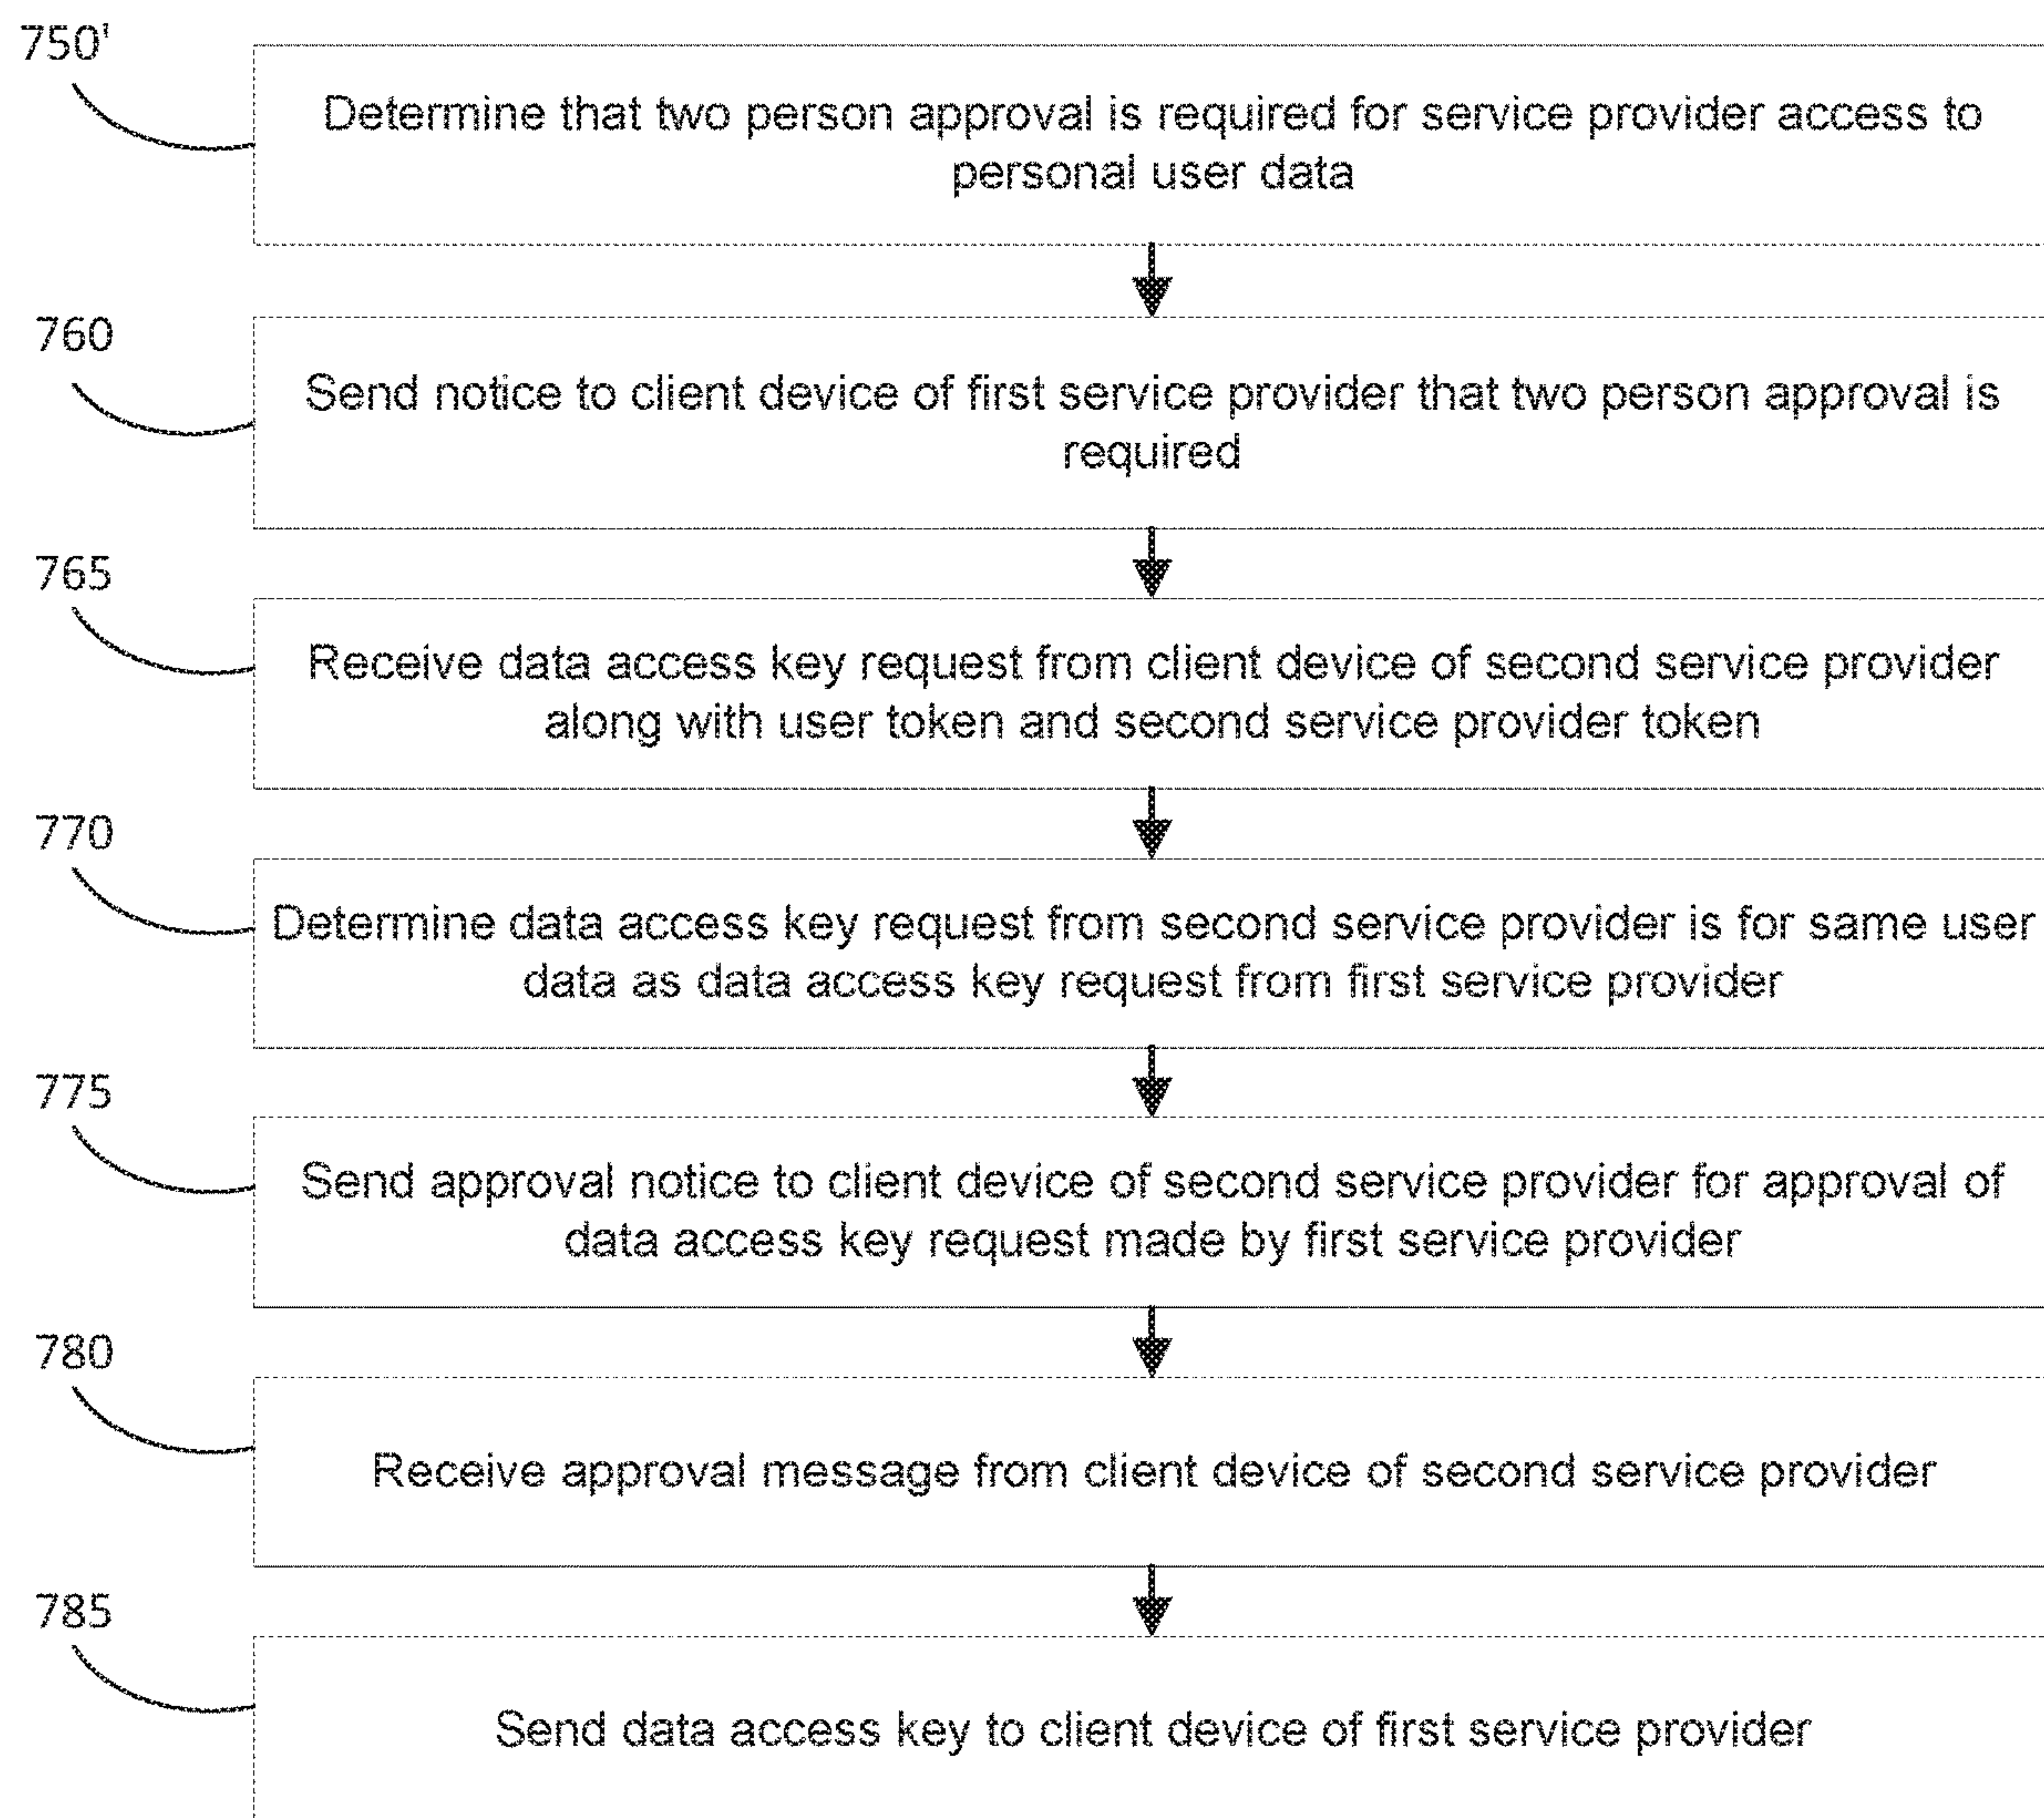 750'
Determine that two person approval is required for service provider access to
personal user data
760
Send notice to client device of first service provider that two person approval is
required
765
Receive data access key request from client device of second service provider
along with user token and second service provider token
770
Determine data access key request from second service provider is for same user
data as data access key request from first service provider
775
Send approval notice to client device of second service provider for approval of
data access key request made by first service provider
780
Receive approval message from client device of second service provider
785
Send data access key to client device of first service provider